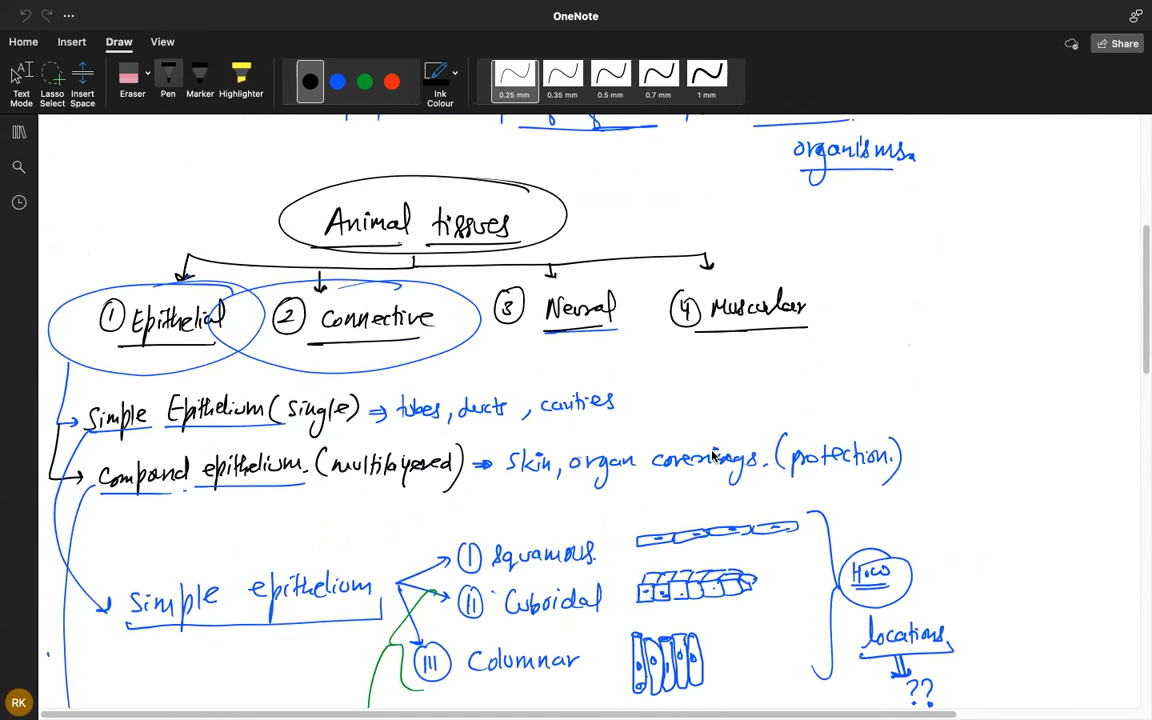 OneNote
Home Insert Draw View
Share
Text Mode
Lasso Select
Insert Space
Eraser
Pen
Marker
Highlighter
Ink Colour
0.25 mm
0.35 mm
0.5 mm
0.7 mm
1 mm
organisms.
Animal tissues
① Epithelial ② Connective ③ Neural ④ Muscular
Simple Epithelium (single) ⇒ tubes, ducts, cavities
Compound epithelium. (multilayered) ⇒ skin, organ coverings. (protection.)
simple epithelium
Ⓘ squamous.
ⓘⓘ Cuboidal
ⓘⓘⓘ Columnar
locations
??
RK